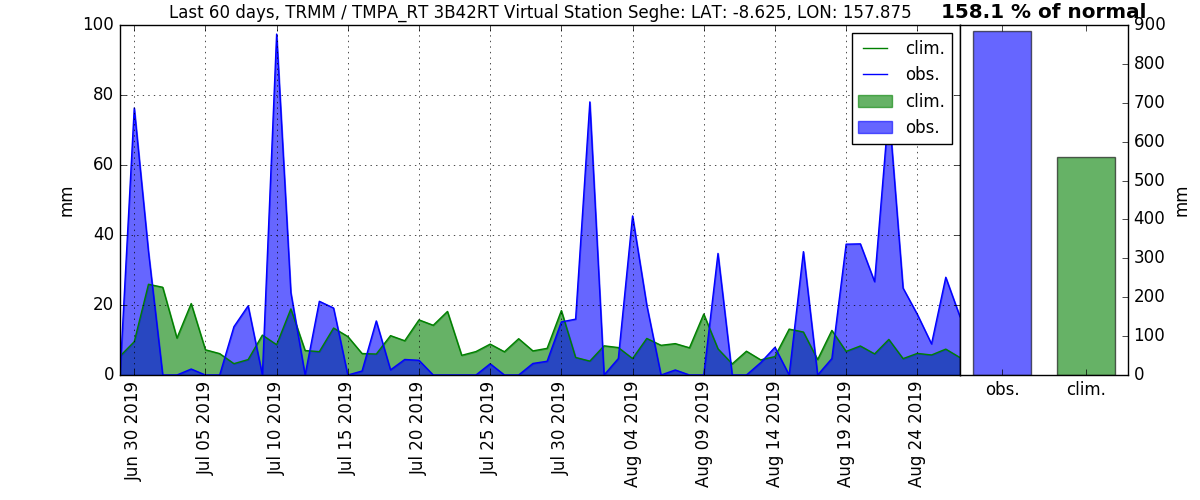 Last 60 days, TRMM / TMPA_RT 3B42RT Virtual Station Seghe: LAT: -8.625, LON: 157.875
158.1 % of normal
100
80
60
40
20
0
mm
clim.
obs.
clim.
obs.
900
800
700
600
500
400
300
200
100
0
mm
Jun 30 2019
Jul 05 2019
Jul 10 2019
Jul 15 2019
Jul 20 2019
Jul 25 2019
Jul 30 2019
Aug 04 2019
Aug 09 2019
Aug 14 2019
Aug 19 2019
Aug 24 2019
obs.
clim.